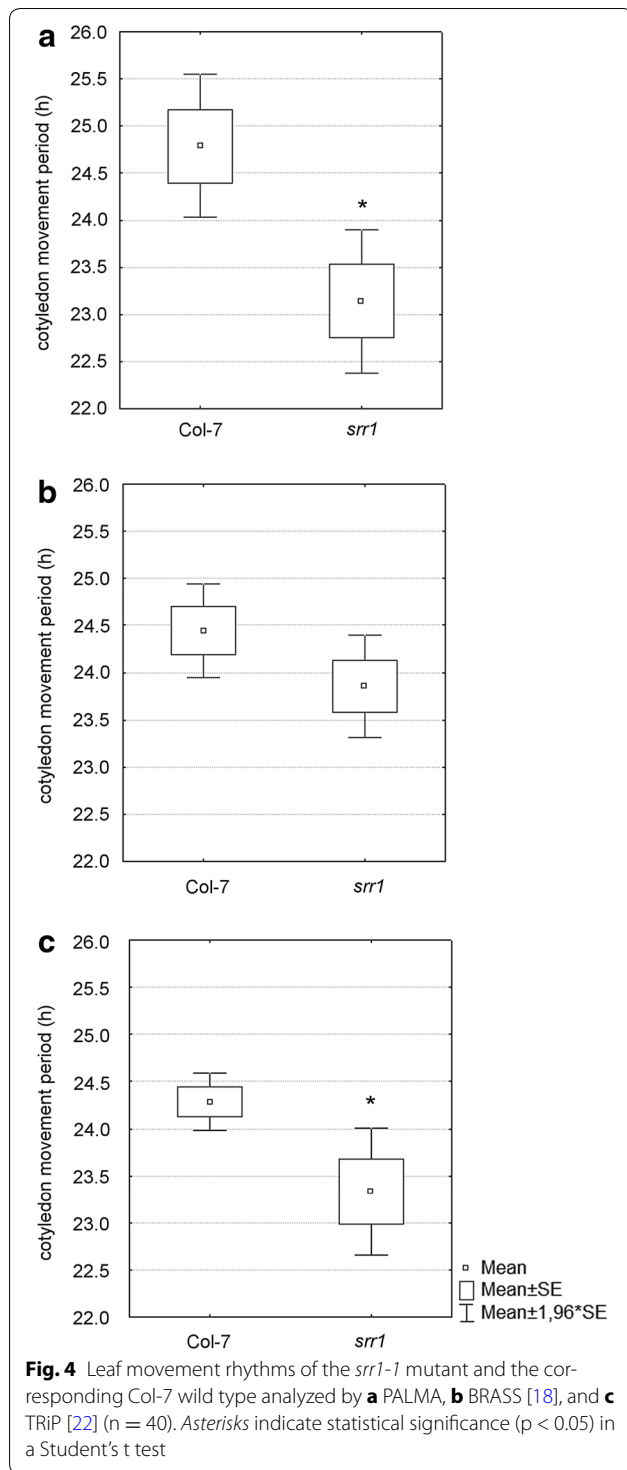 a
26.0
25.5
25.0
24.5
24.0
23.5
23.0
22.5
22.0
cotyledon movement period (h)
*
Col-7 srr1
b
26.0
25.5
25.0
24.5
24.0
23.5
23.0
22.5
22.0
cotyledon movement period (h)
Col-7 srr1
c
26.0
25.5
25.0
24.5
24.0
23.5
23.0
22.5
22.0
cotyledon movement period (h)
*
Col-7 srr1
Mean
Mean±SE
Mean±1,96*SE
Fig. 4 Leaf movement rhythms of the srr1-1 mutant and the cor-
responding Col-7 wild type analyzed by a PALMA, b BRASS [18], and c
TRiP [22] (n = 40). Asterisks indicate statistical significance (p < 0.05) in
a Student’s t test